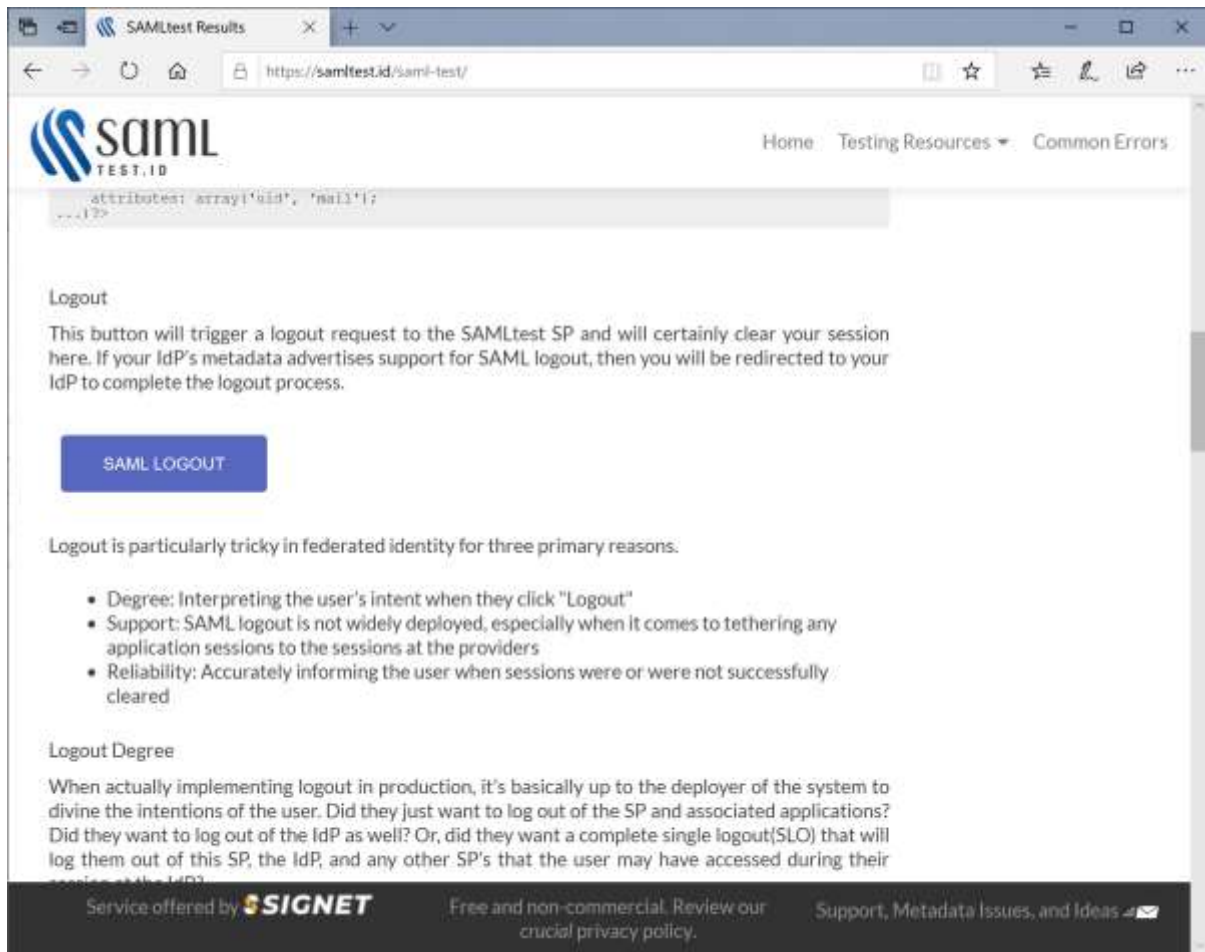 SAMLtest Results
https://samltest.id/saml-test/
saml
TEST.ID
Home Testing Resources Common Errors
attributes: array('uid', 'mail');
...)?>
Logout
This button will trigger a logout request to the SAMLtest SP and will certainly clear your session
here. If your IdP's metadata advertises support for SAML logout, then you will be redirected to your
IdP to complete the logout process.
SAML LOGOUT
Logout is particularly tricky in federated identity for three primary reasons.
• Degree: Interpreting the user's intent when they click "Logout"
• Support: SAML logout is not widely deployed, especially when it comes to tethering any
application sessions to the sessions at the providers
• Reliability: Accurately informing the user when sessions were or were not successfully
cleared
Logout Degree
When actually implementing logout in production, it's basically up to the deployer of the system to
divine the intentions of the user. Did they just want to log out of the SP and associated applications?
Did they want to log out of the IdP as well? Or, did they want a complete single logout(SLO) that will
log them out of this SP, the IdP, and any other SP's that the user may have accessed during their
Service offered by SIGNET
Free and non-commercial. Review our
crucial privacy policy.
Support, Metadata Issues, and Ideas